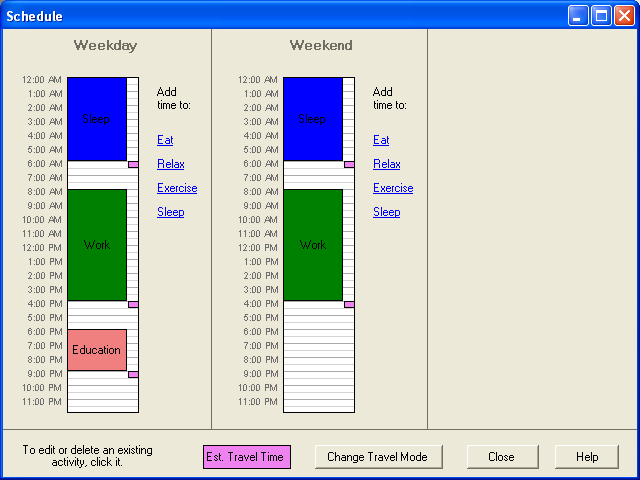 Schedule
Weekday
12:00 AM
1:00 AM
2:00 AM
3:00 AM
4:00 AM
5:00 AM
6:00 AM
7:00 AM
8:00 AM
9:00 AM
10:00 AM
11:00 AM
12:00 PM
1:00 PM
2:00 PM
3:00 PM
4:00 PM
5:00 PM
6:00 PM
7:00 PM
8:00 PM
9:00 PM
10:00 PM
11:00 PM
Sleep
Work
Education
Add
time to:
Eat
Relax
Exercise
Sleep
Weekend
12:00 AM
1:00 AM
2:00 AM
3:00 AM
4:00 AM
5:00 AM
6:00 AM
7:00 AM
8:00 AM
9:00 AM
10:00 AM
11:00 AM
12:00 PM
1:00 PM
2:00 PM
3:00 PM
4:00 PM
5:00 PM
6:00 PM
7:00 PM
8:00 PM
9:00 PM
10:00 PM
11:00 PM
Sleep
Work
Add
time to:
Eat
Relax
Exercise
Sleep
To edit or delete an existing
activity, click it.
Est. Travel Time
Change Travel Mode
Close
Help